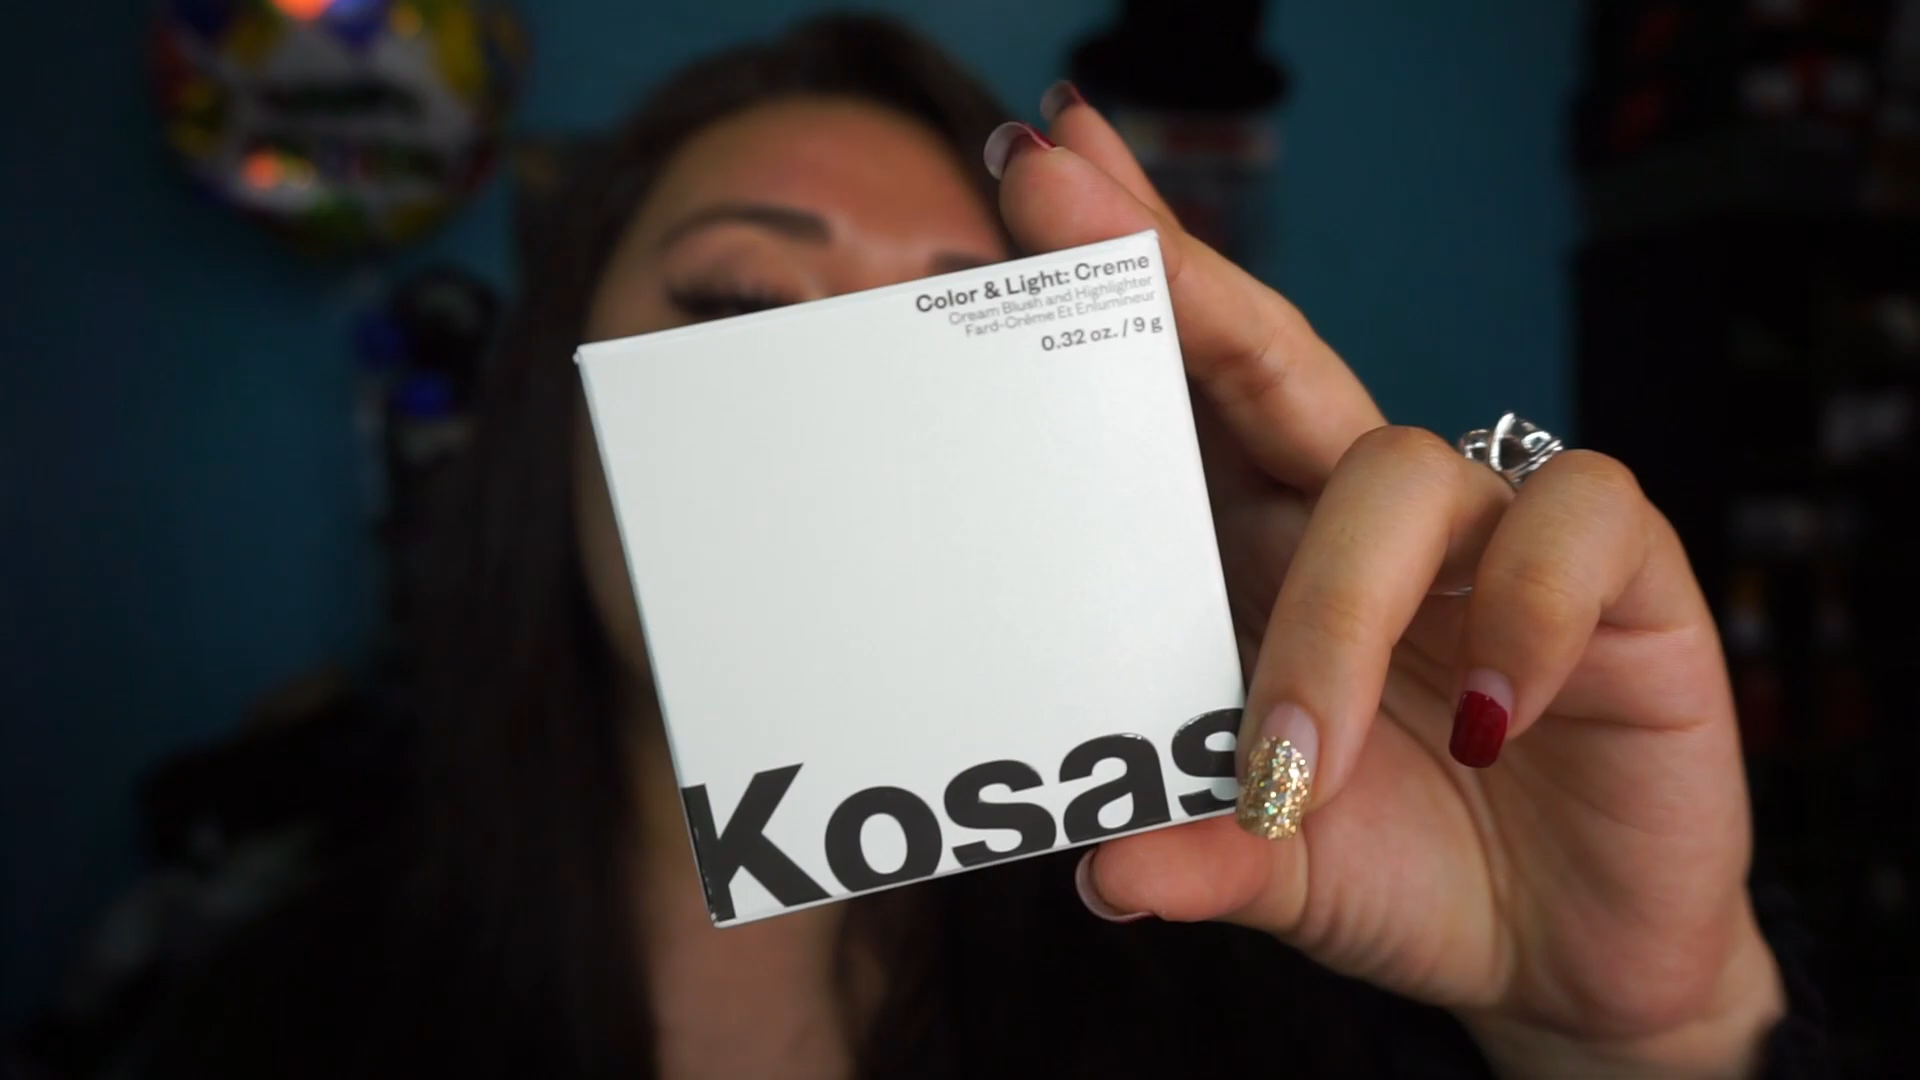 Color & Light: Creme
Cream Blush and Highlighter
Fard-Crème Et Enlumineur
0.32 oz. / 9 g
Kosas